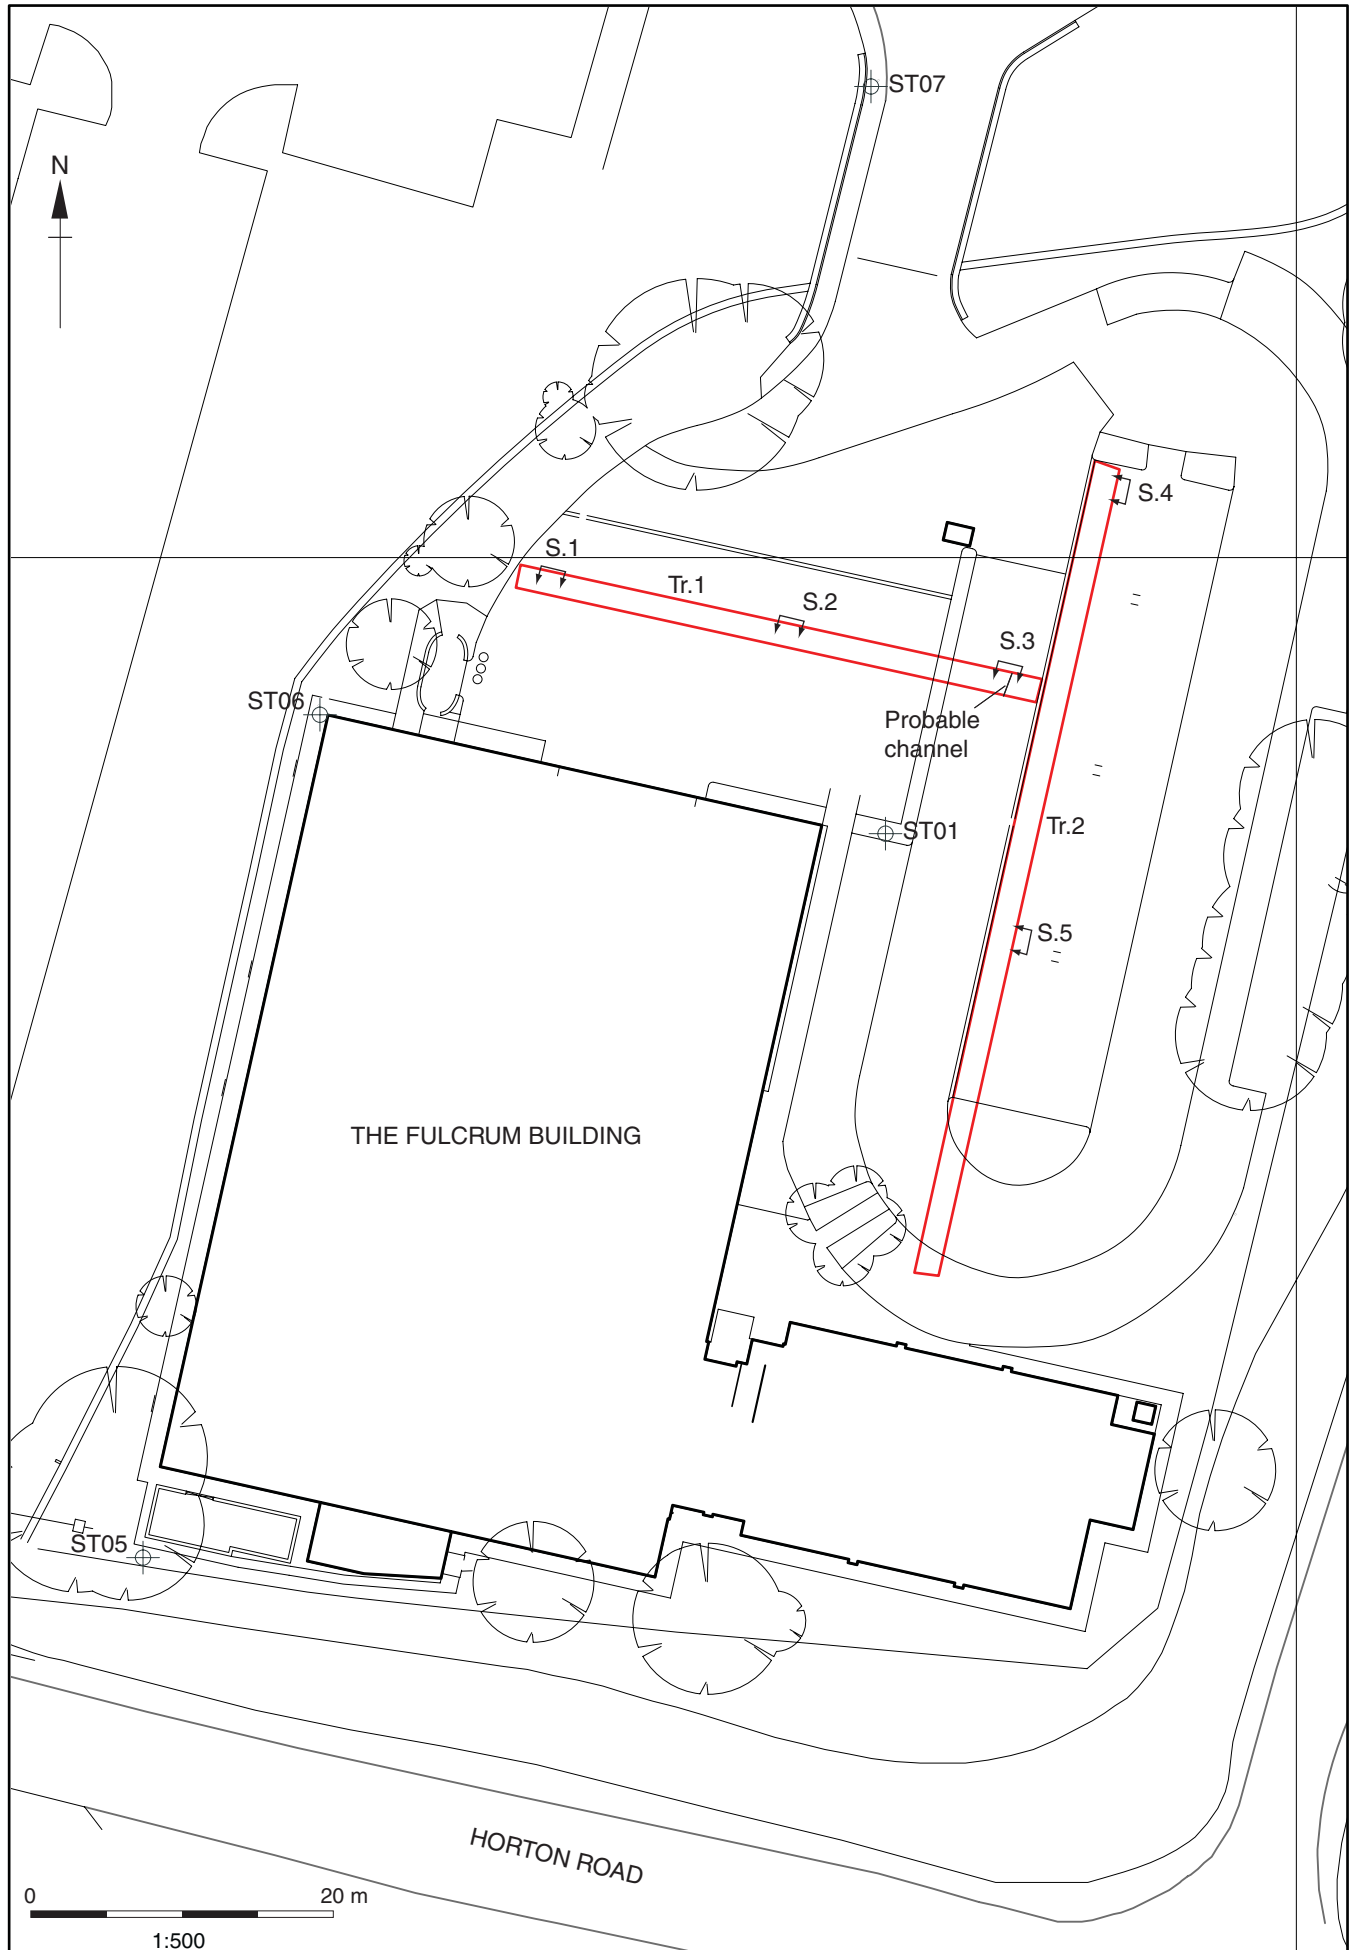 ST07
N
S.4
S.1
Tr.1
S.2
S.3
ST06
Probable
channel
Tr.2
ST01
S.5
THE FULCRUM BUILDING
ST05
HORTON ROAD
0 20 m
1:500